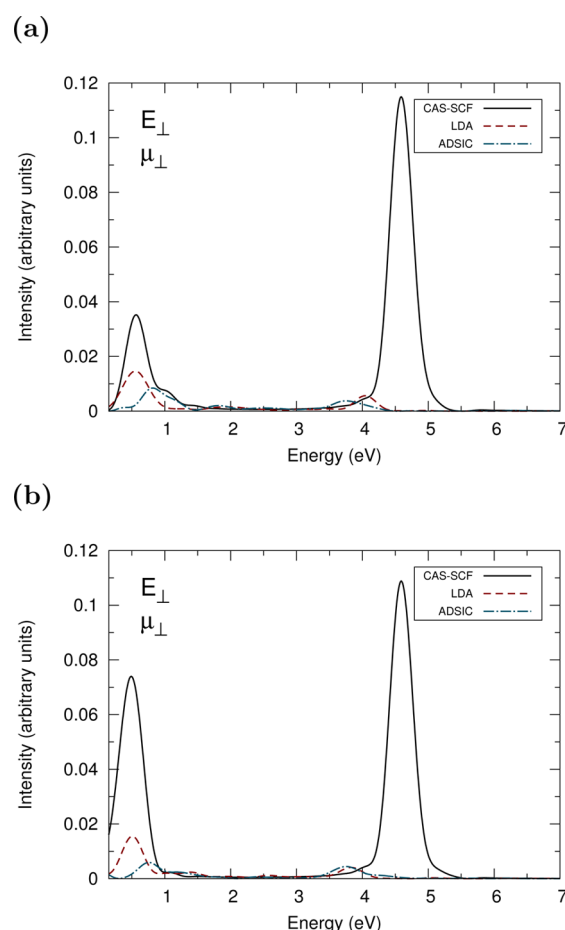 (a)
0.12
0.1
0.08
0.06
0.04
0.02
0
Intensity (arbitrary units)
E⊥
μ⊥
CAS-SCF
LDA
ADSIC
1 2 3 4 5 6 7
Energy (eV)
(b)
0.12
0.1
0.08
0.06
0.04
0.02
0
Intensity (arbitrary units)
E⊥
μ⊥
CAS-SCF
LDA
ADSIC
1 2 3 4 5 6 7
Energy (eV)